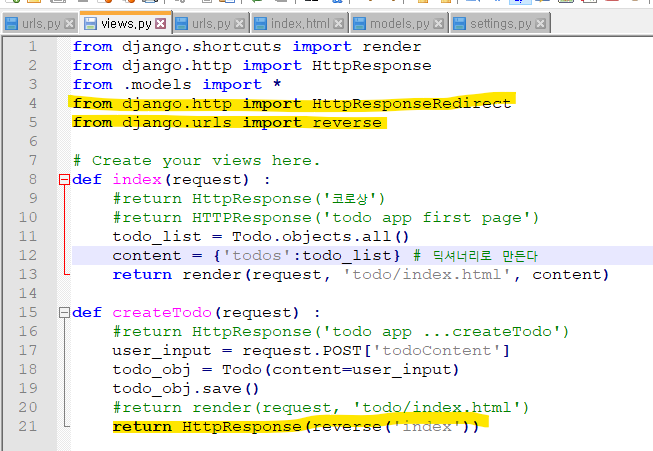 urls.py views.py urls.py index.html models.py settings.py
1 from django.shortcuts import render
2 from django.http import HttpResponse
3 from .models import *
4 from django.http import HttpResponseRedirect
5 from django.urls import reverse
6
7 # Create your views here.
8 def index(request) :
9 #return HttpResponse('코로상')
10 #return HTTPResponse('todo app first page')
11 todo_list = Todo.objects.all()
12 content = {'todos':todo_list} # 딕셔너리로 만든다
13 return render(request, 'todo/index.html', content)
14
15 def createTodo(request) :
16 #return HttpResponse('todo app ...createTodo')
17 user_input = request.POST['todoContent']
18 todo_obj = Todo(content=user_input)
19 todo_obj.save()
20 #return render(request, 'todo/index.html')
21 return HttpResponse(reverse('index'))